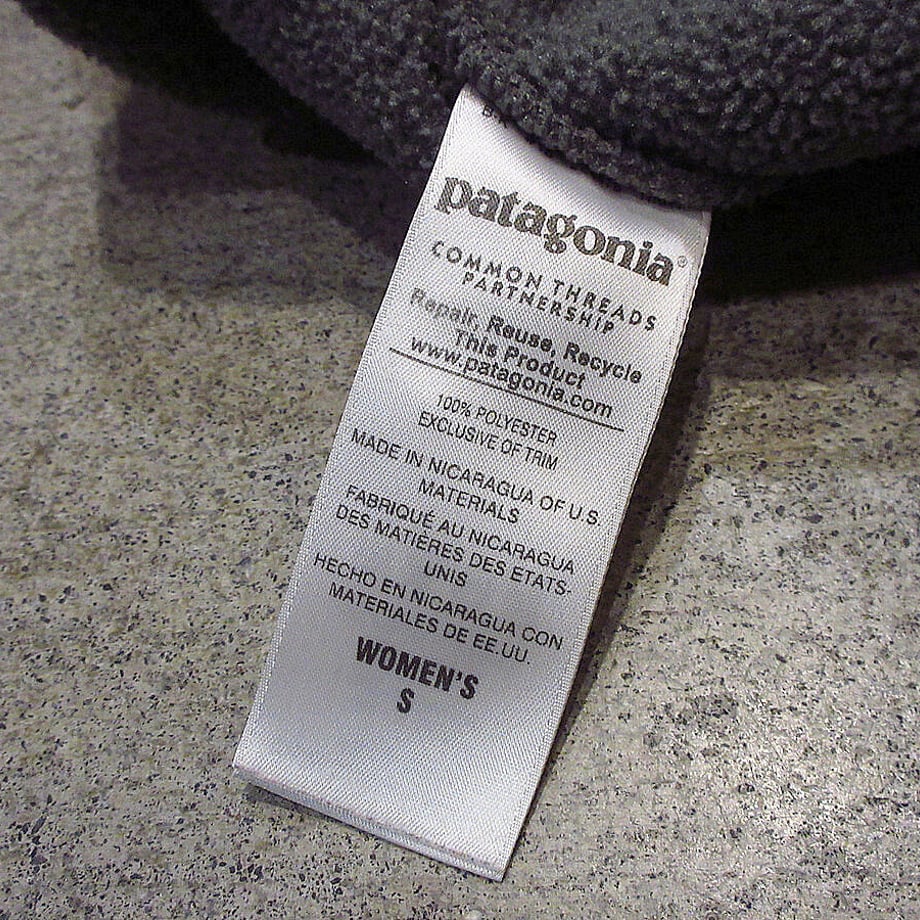 patagonia®
COMMON THREADS
PARTNERSHIP
Repair, Reuse, Recycle
This Product
www.patagonia.com
100% POLYESTER
EXCLUSIVE OF TRIM
MADE IN NICARAGUA OF U.S.
MATERIALS
FABRIQUÉ AU NICARAGUA
DES MATIÈRES DES ETATS-
UNIS
HECHO EN NICARAGUA CON
MATERIALES DE EE.UU.
WOMEN'S
S